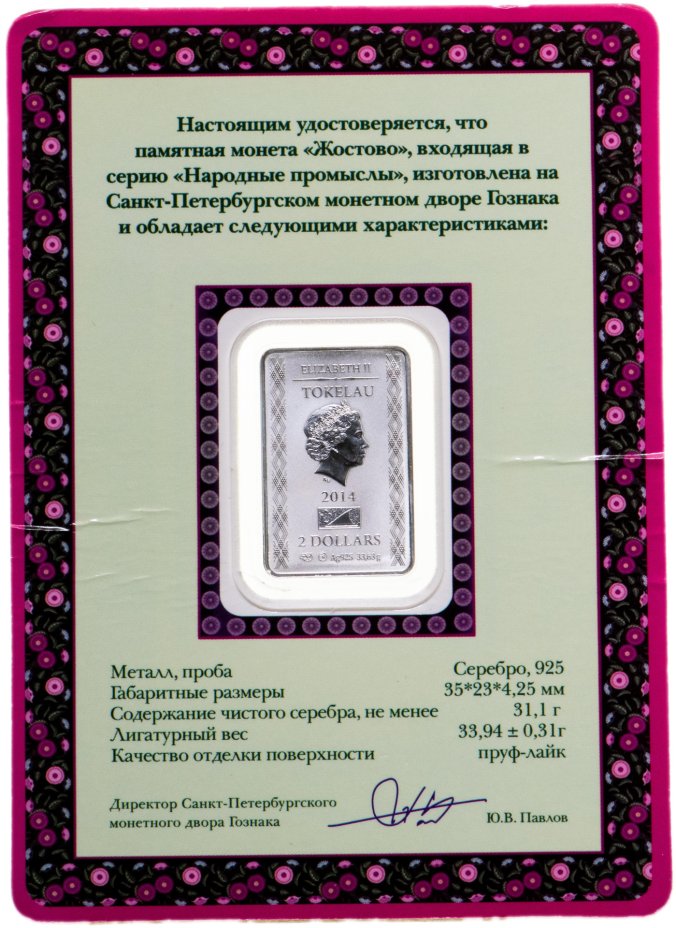 Настоящим удостоверяется, что
памятная монета «Жостово», входящая в
серию «Народные промыслы», изготовлена на
Санкт-Петербургском монетном дворе Гознака
и обладает следующими характеристиками:
ELIZABETH II
TOKELAU
2014
2 DOLLARS
Ag925 33,63g
Металл, проба Серебро, 925
Габаритные размеры 35*23*4,25 мм
Содержание чистого серебра, не менее 31,1 г
Лигатурный вес 33,94 ± 0,31г
Качество отделки поверхности пруф-лайк
Директор Санкт-Петербургского
монетного двора Гознака Ю.В. Павлов